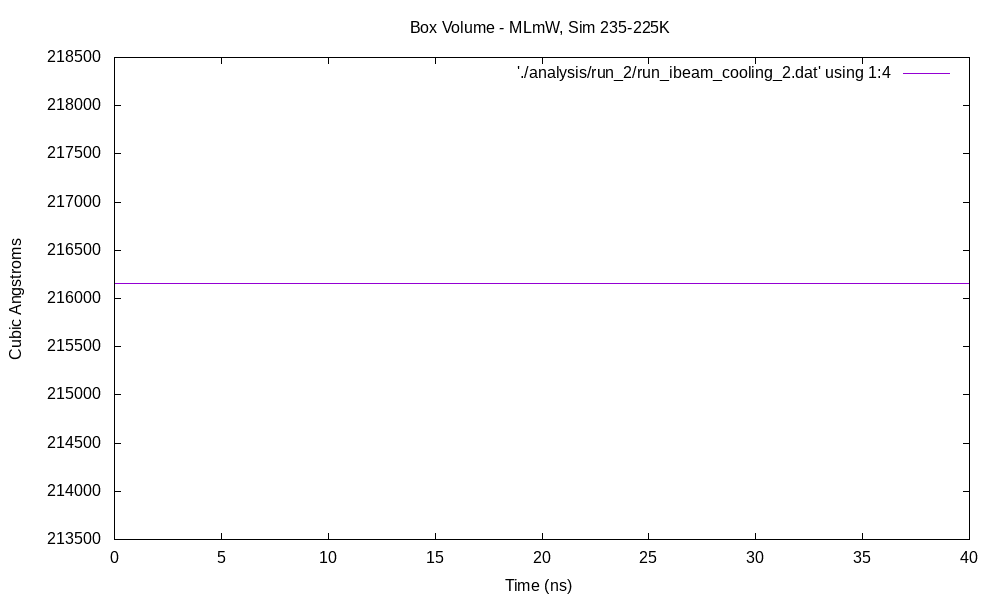 Box Volume - MLmW, Sim 235-225K
'./analysis/run_2/run_ibeam_cooling_2.dat' using 1:4
218500
218000
217500
217000
216500
216000
215500
215000
214500
214000
213500
Cubic Angstroms
0 5 10 15 20 25 30 35 40
Time (ns)